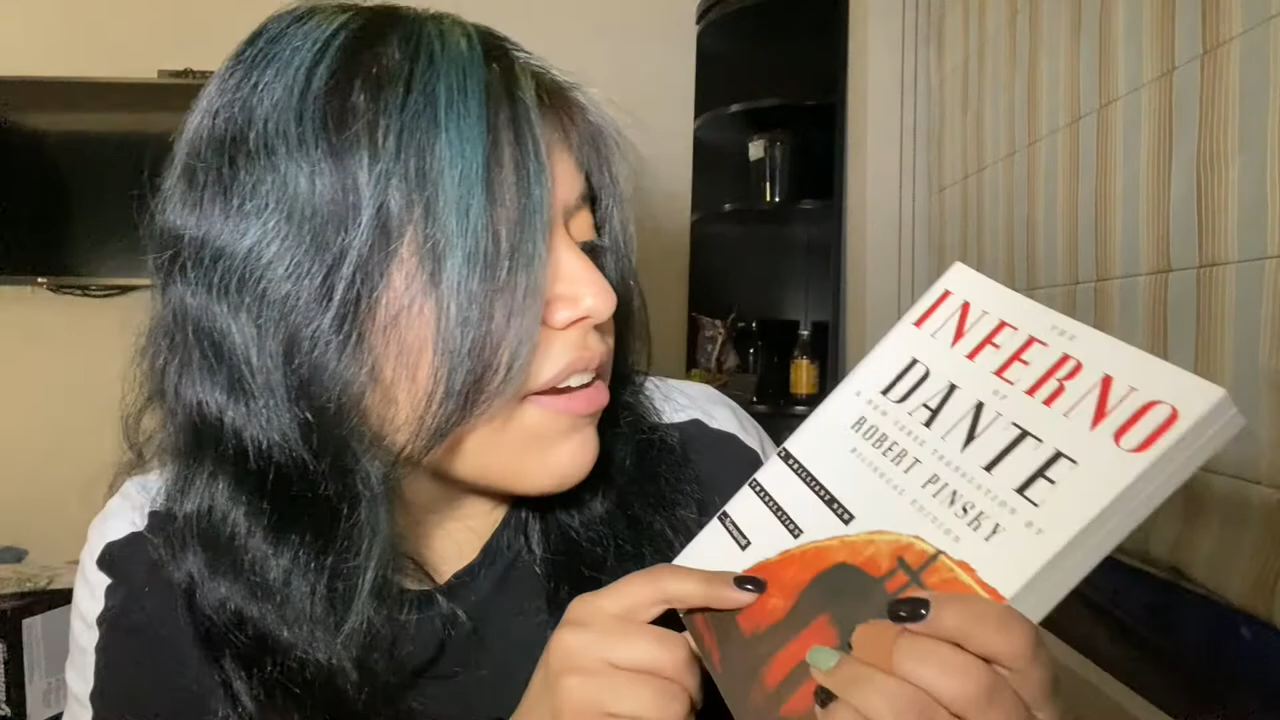 THE
INFERNO
OF
DANTE
A NEW VERSE TRANSLATION BY
ROBERT PINSKY
BILINGUAL EDITION
"A BRILLIANT NEW
TRANSLATION."
—Newsweek